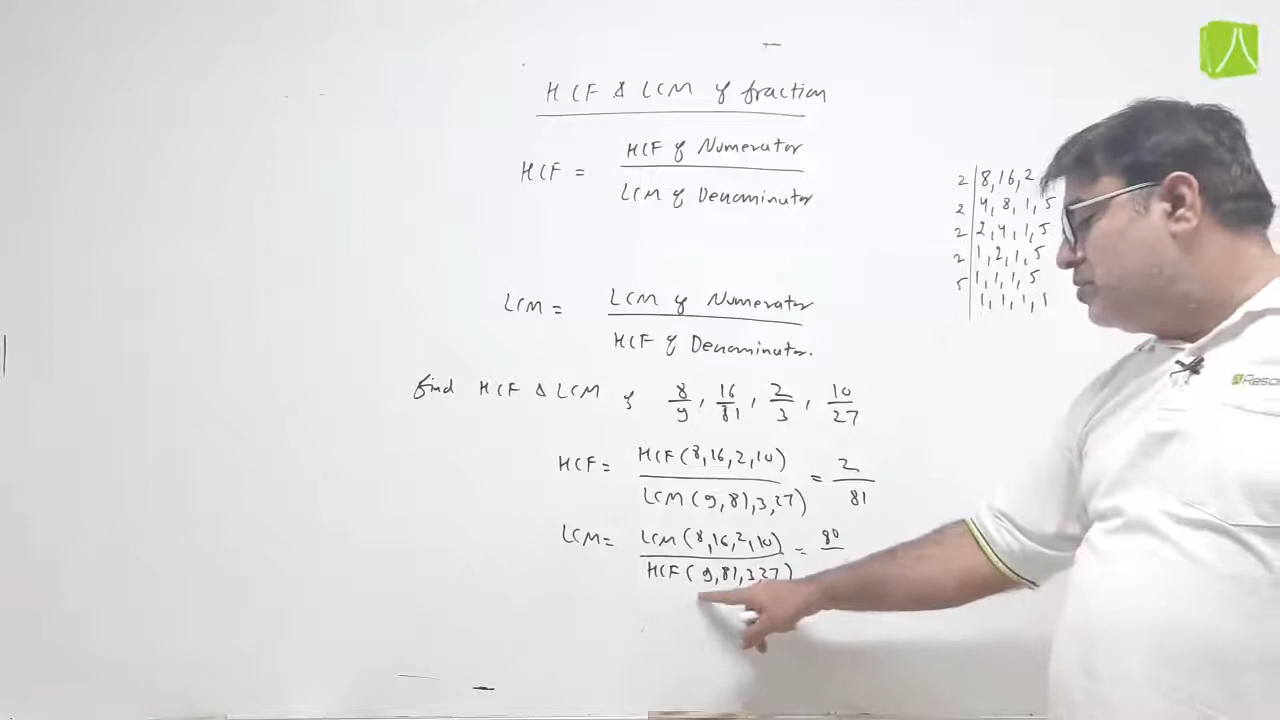 HCF & LCM of fraction
HCF = HCF of Numerator
LCM of Denominator
LCM = LCM of Numerator
HCF of Denominator.
find HCF & LCM of 8/9, 16/81, 2/3, 10/27
HCF = HCF(8,16,2,10) / LCM(9,81,3,27) = 2/81
LCM = LCM(8,16,2,10) / HCF(9,81,3 27) = 80
2 | 8,16,2
2 | 4, 8, 1, 5
2 | 2, 4, 1, 5
2 | 1, 2, 1, 5
5 | 1, 1, 1, 5
1, 1, 1, 1